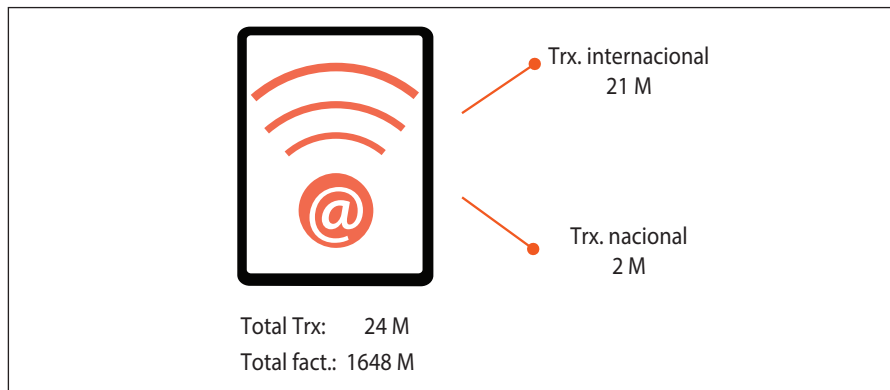 Trx. internacional
21 M
@
Trx. nacional
2 M
Total Trx: 24 M
Total fact.: 1648 M